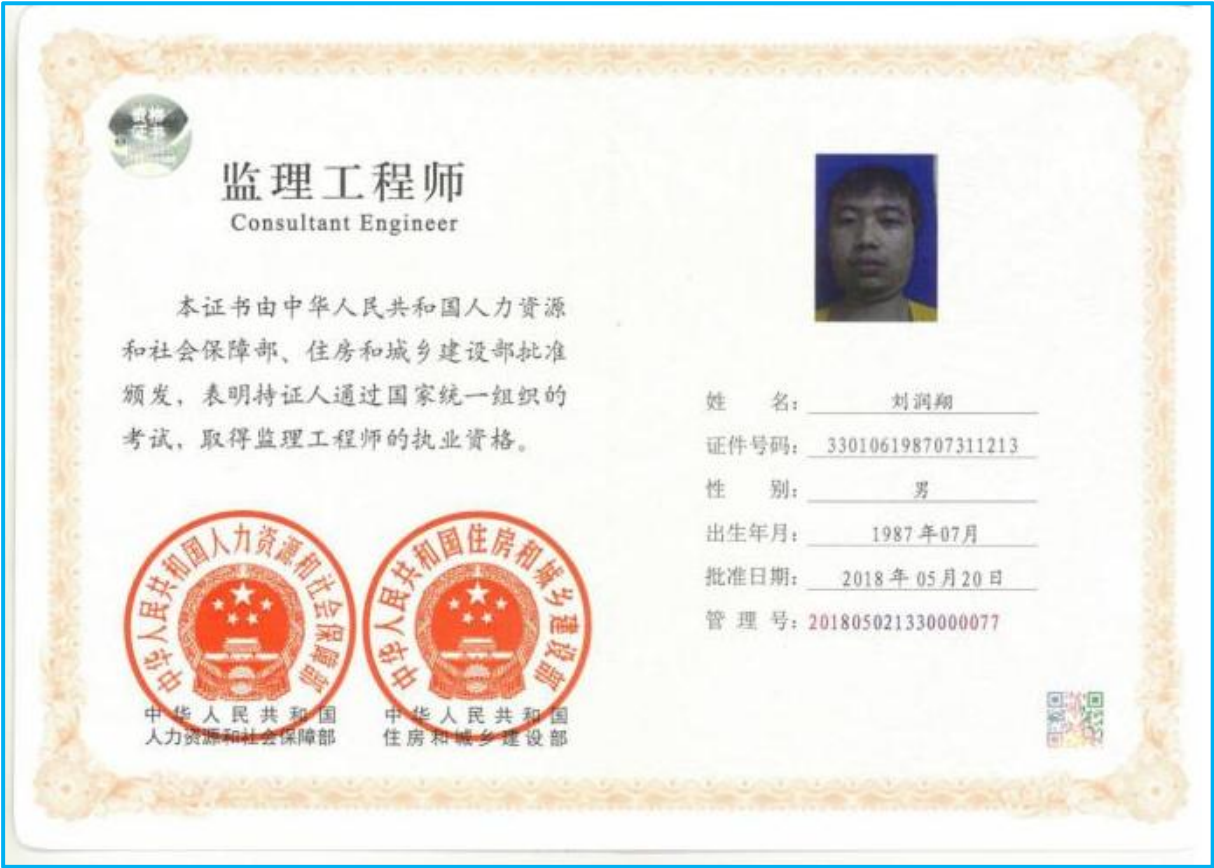 资格
证书
监理工程师
Consultant Engineer
本证书由中华人民共和国人力资源
和社会保障部、住房和城乡建设部批准
颁发，表明持证人通过国家统一组织的
考试，取得监理工程师的执业资格。
中华人民共和国人力资源和社会保障部
中华人民共和国住房和城乡建设部
中华人民共和国
人力资源和社会保障部
中华人民共和国
住房和城乡建设部
姓 名：刘润翔
证件号码：330106198707311213
性 别：男
出生年月：1987年07月
批准日期：2018年05月20日
管 理 号：201805021330000077